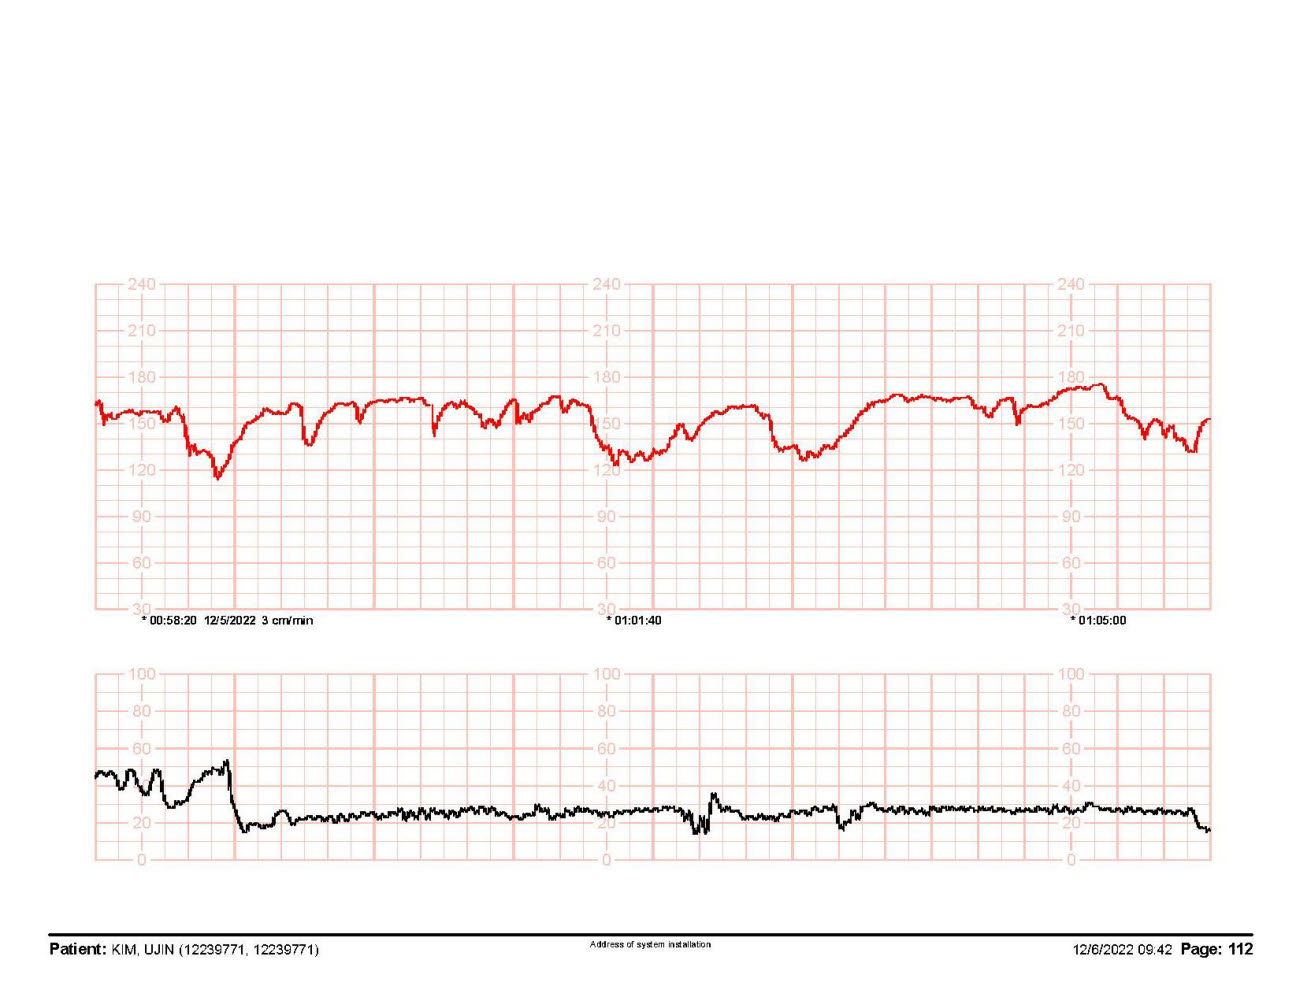 240 240 240
210 210 210
180 180 180
150 150 150
120 120 120
90 90 90
60 60 60
30 30 30
* 00:58:20 12/5/2022 3 cm/min * 01:01:40 * 01:05:00
100 100 100
80 80 80
60 60 60
40 40 40
20 20 20
0 0 0
Patient: KIM, UJIN (12239771, 12239771) Address of system installation 12/6/2022 09:42 Page: 112